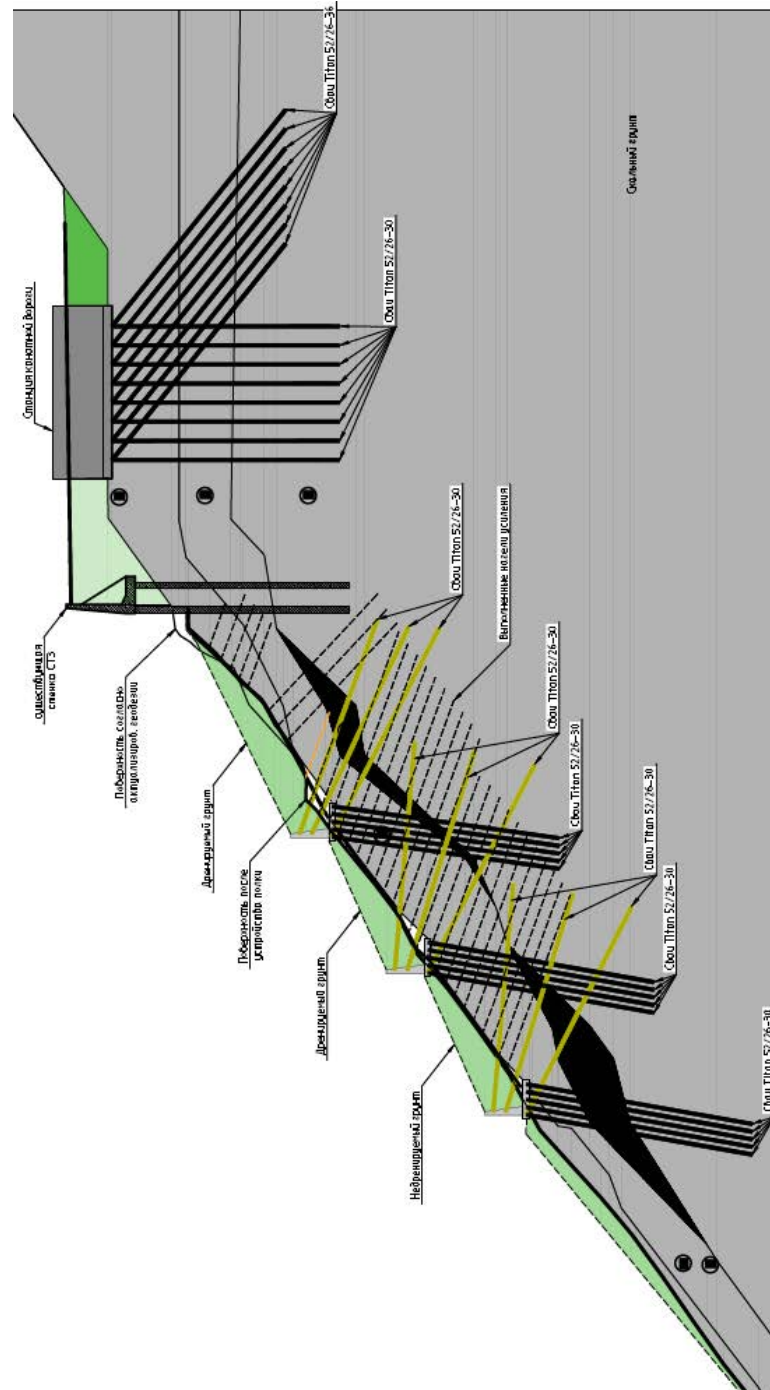 Станция канатной дороги
существующая
стенка СТ3
Поверхность согласно
актуализиров. геодезии
Дренируемый грунт
Поверхность после
устройства полки
Дренируемый грунт
Сваи Titan 52/26-36
Сваи Titan 52/26-30
Недренируемый грунт
Сваи Titan 52/26-30
Выполненные нагели усиления
Сваи Titan 52/26-30
Сваи Titan 52/26-30
Скальный грунт
Сваи Titan 52/26-30
Сваи Titan 52/26-30
Сваи Titan 52/26-30